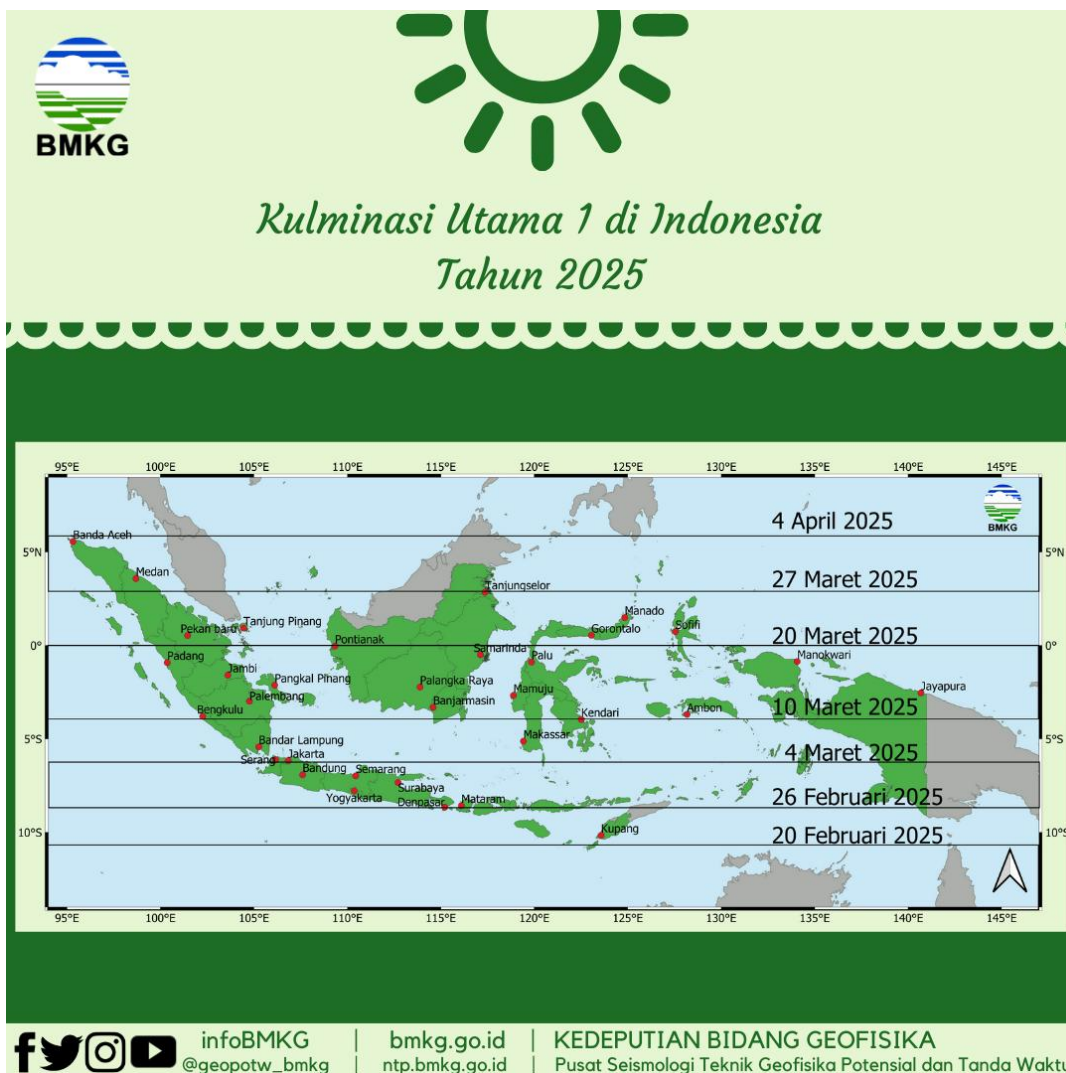 BMKG
Kulminasi Utama 1 di Indonesia
Tahun 2025
95°E 100°E 105°E 110°E 115°E 120°E 125°E 130°E 135°E 140°E 145°E
BMKG
4 April 2025
Banda Aceh
5°N 5°N
Medan
27 Maret 2025
Tanjungselor
Manado
Pekan baru Tanjung Pinang
Gorontalo Sofifi
20 Maret 2025
Pontianak
0° 0°
Samarinda
Padang Palu Manokwari
Jambi
Pangkal Pinang Palangka Raya Mamuju Jayapura
Palembang
Bengkulu Banjarmasin Kendari Ambon
10 Maret 2025
Makassar
5°S 5°S
Bandar Lampung
Serang Jakarta
4 Maret 2025
Bandung Semarang
Surabaya
Yogyakarta
Denpasar Mataram
26 Februari 2025
Kupang
10°S 10°S
20 Februari 2025
95°E 100°E 105°E 110°E 115°E 120°E 125°E 130°E 135°E 140°E 145°E
infoBMKG | bmkg.go.id | KEDEPUTIAN BIDANG GEOFISIKA
@geopotw_bmkg | ntp.bmkg.go.id | Pusat Seismologi Teknik Geofisika Potensial dan Tanda Waktu